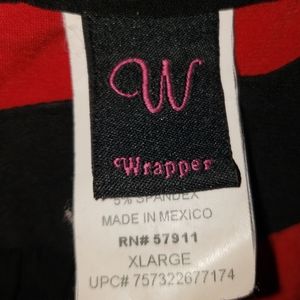 W
Wrapper
5% SPANDEX
MADE IN MEXICO
RN# 57911
XLARGE
UPC# 757322677174